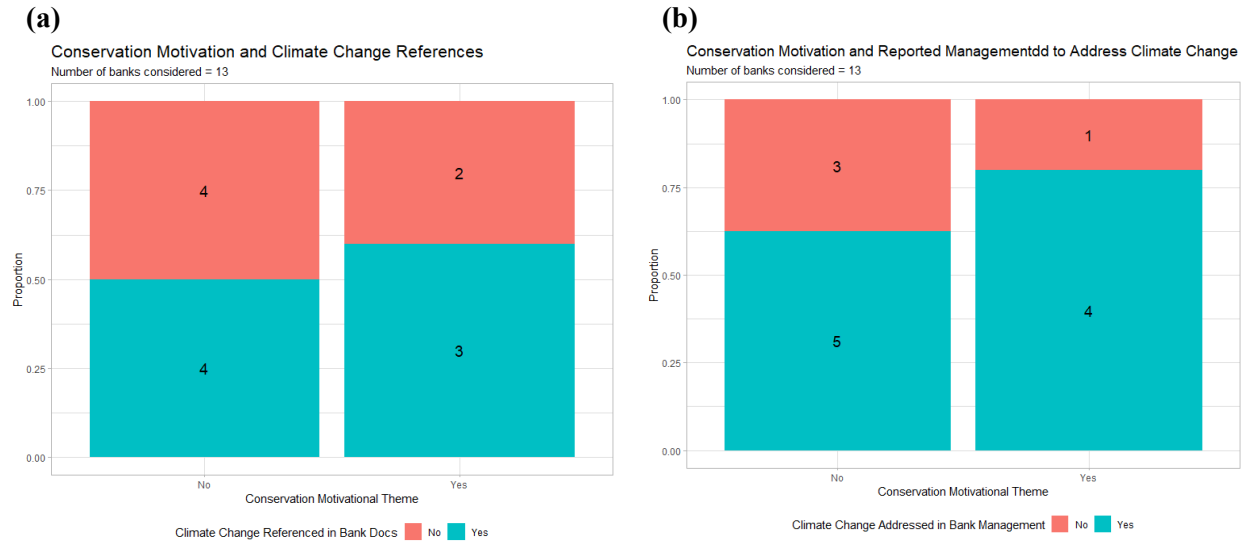 (a)
Conservation Motivation and Climate Change References
Number of banks considered = 13
1.00
0.75
0.50
0.25
0.00
Proportion
4
4
2
3
No
Yes
Conservation Motivational Theme
Climate Change Referenced in Bank Docs No Yes
(b)
Conservation Motivation and Reported Managementdd to Address Climate Change
Number of banks considered = 13
1.00
0.75
0.50
0.25
0.00
Proportion
3
5
1
4
No
Yes
Conservation Motivational Theme
Climate Change Addressed in Bank Management No Yes